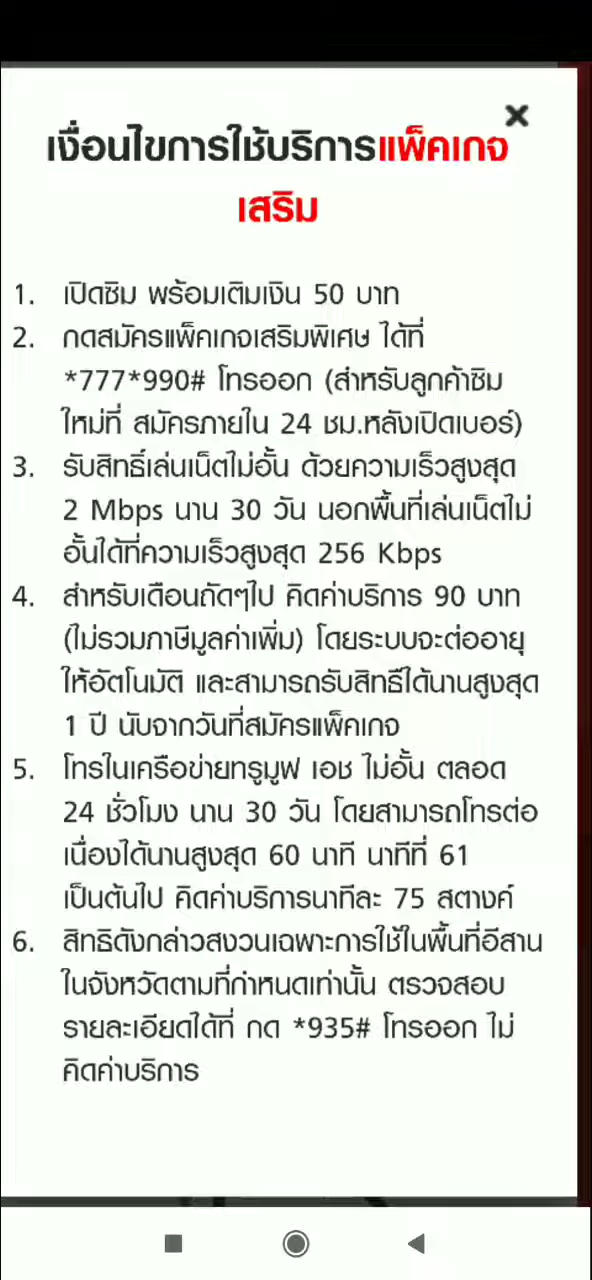 เงื่อนไขการใช้บริการแพ็คเกจ
เสริม
1. เปิดซิม พร้อมเติมเงิน 50 บาท
2. กดสมัครแพ็คเกจเสริมพิเศษ ได้ที่
*777*990# โทรออก (สำหรับลูกค้าซิม
ใหม่ที่ สมัครภายใน 24 ชม.หลังเปิดเบอร์)
3. รับสิทธิ์เล่นเน็ตไม่อั้น ด้วยความเร็วสูงสุด
2 Mbps นาน 30 วัน นอกพื้นที่เล่นเน็ตไม่
อั้นได้ที่ความเร็วสูงสุด 256 Kbps
4. สำหรับเดือนถัดๆไป คิดค่าบริการ 90 บาท
(ไม่รวมภาษีมูลค่าเพิ่ม) โดยระบบจะต่ออายุ
ให้อัตโนมัติ และสามารถรับสิทธิได้นานสูงสุด
1 ปี นับจากวันที่สมัครแพ็คเกจ
5. โทรในเครือข่ายทรูมูฟ เอช ไม่อั้น ตลอด
24 ชั่วโมง นาน 30 วัน โดยสามารถโทรต่อ
เนื่องได้นานสูงสุด 60 นาที นาทีที่ 61
เป็นต้นไป คิดค่าบริการนาทีละ 75 สตางค์
6. สิทธิดังกล่าวสงวนเฉพาะการใช้ในพื้นที่อีสาน
ในจังหวัดตามที่กำหนดเท่านั้น ตรวจสอบ
รายละเอียดได้ที่ กด *935# โทรออก ไม่
คิดค่าบริการ